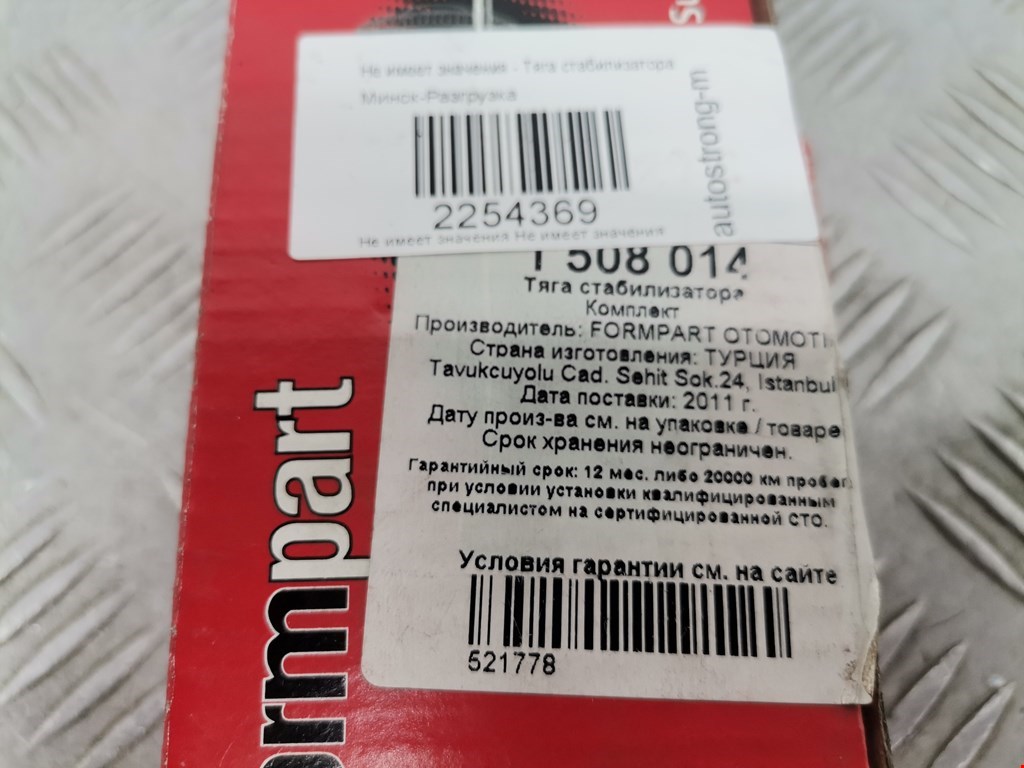 Не имеет значения - Тяга стабилизатора
Минск-Разгрузка
2254369
Не имеет значения Не имеет значения
autostrong-m
1 508 014
Тяга стабилизатора
Комплект
Производитель: FORMPART OTOMOTI
Страна изготовления: ТУРЦИЯ
Tavukcuyolu Cad. Sehit Sok.24, Istanbul
Дата поставки: 2011 г.
Дату произ-ва см. на упаковке / товаре
Срок хранения неограничен.
Гарантийный срок: 12 мес. либо 20000 км пробег
при условии установки квалифицированным
специалистом на сертифицированной СТО.
Условия гарантии см. на сайте
521778
ormpart